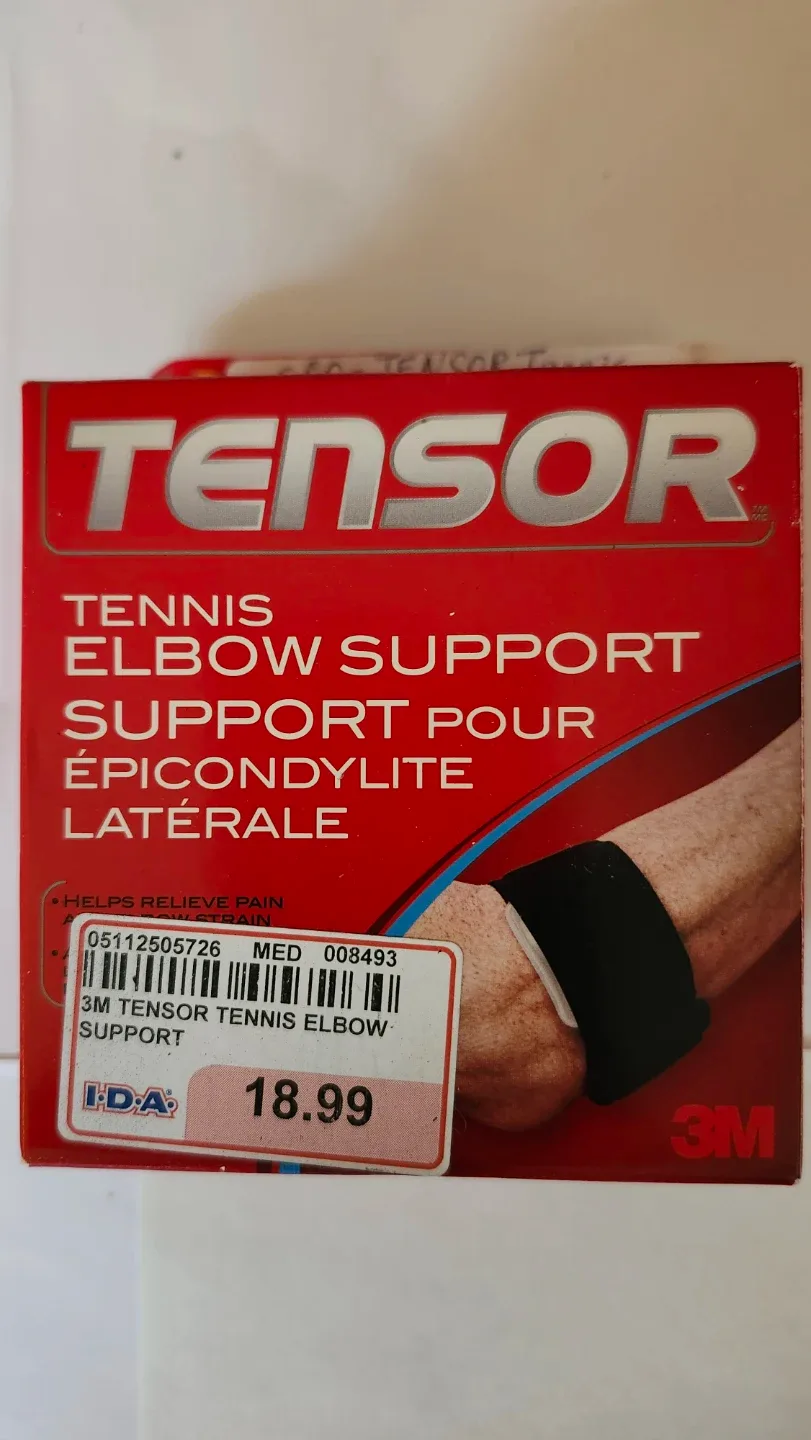 TENSOR
TENNIS
ELBOW SUPPORT
SUPPORT POUR
ÉPICONDYLITE
LATÉRALE
• HELPS RELIEVE PAIN
STRAIN
05112505726 MED 008493
3M TENSOR TENNIS ELBOW
SUPPORT
I·D·A·
18.99
3M